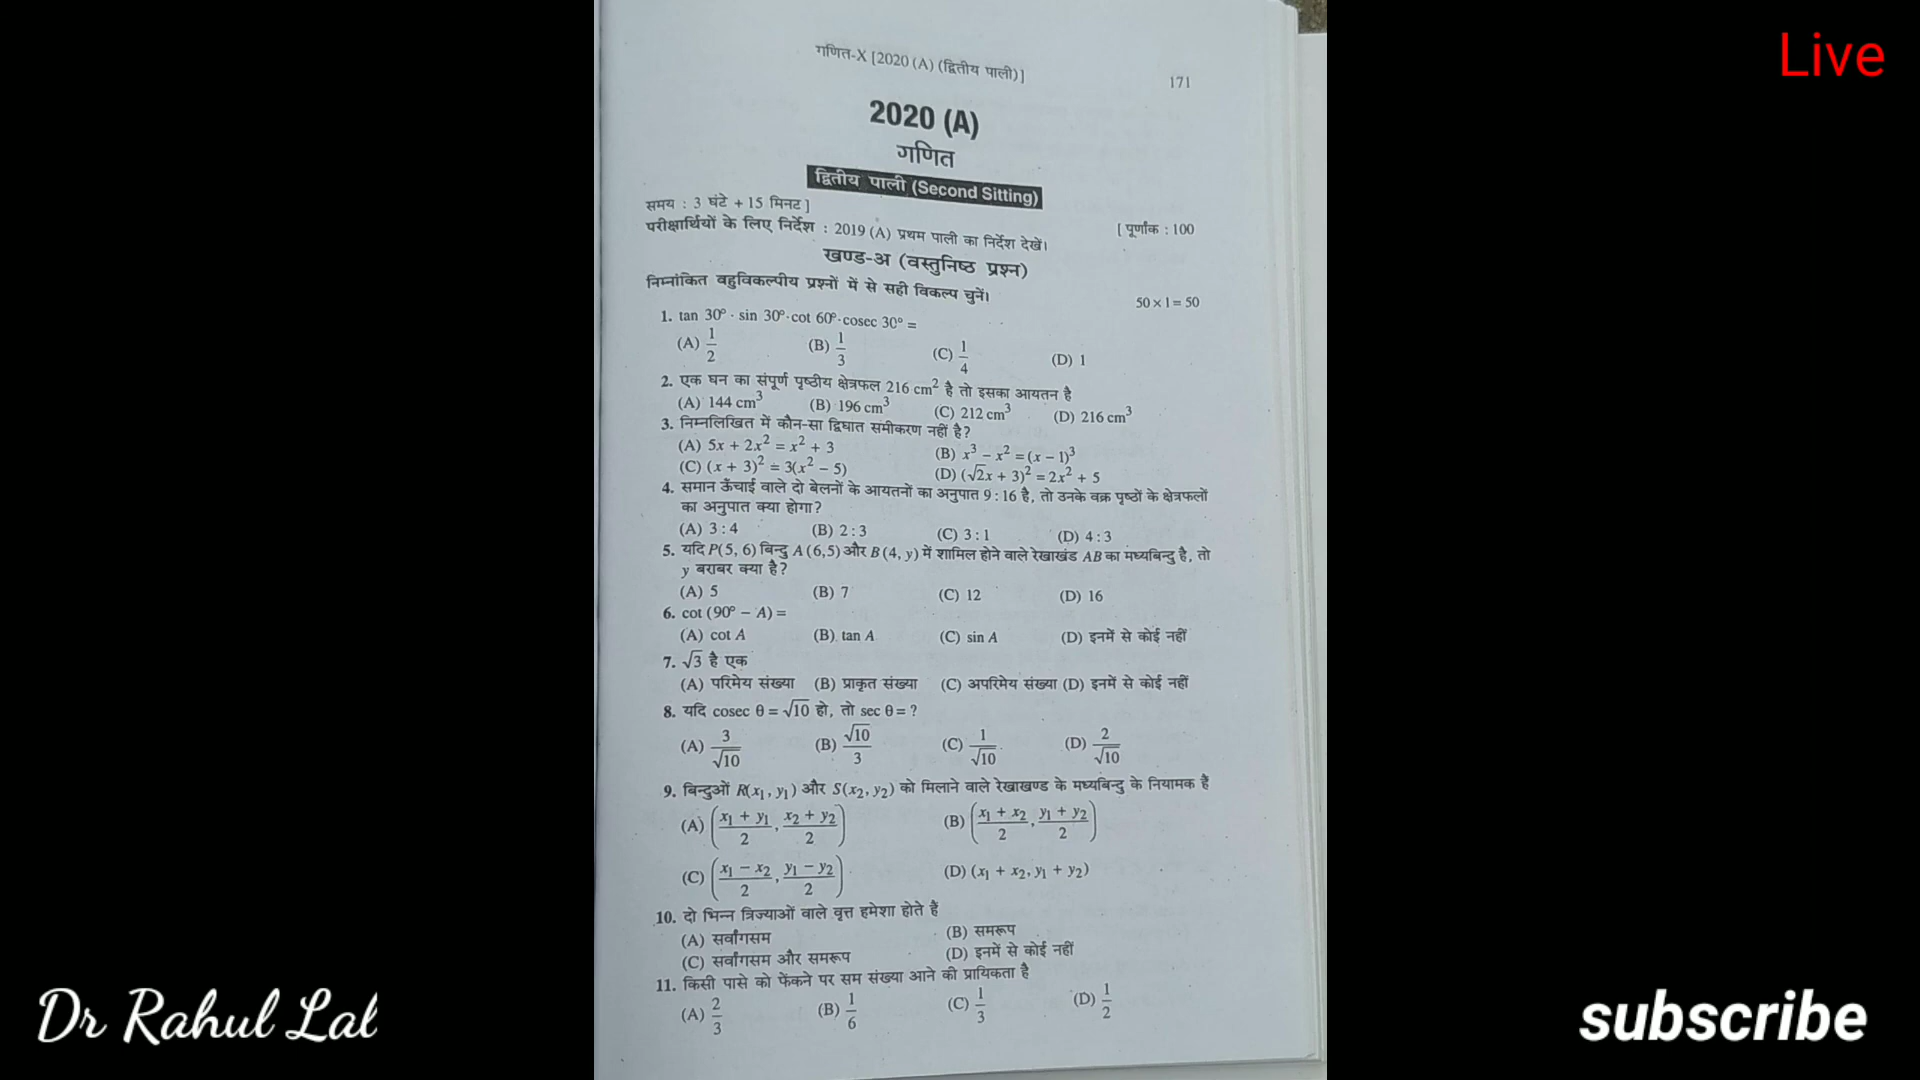 Live
गणित-X [2020 (A) (द्वितीय पाली)]
171
2020 (A)
गणित
द्वितीय पाली (Second Sitting)
समय : 3 घंटे + 15 मिनट ]
[ पूर्णांक : 100
परीक्षार्थियों के लिए निर्देश : 2019 (A) प्रथम पाली का निर्देश देखें।
खण्ड-अ (वस्तुनिष्ठ प्रश्न)
निम्नांकित बहुविकल्पीय प्रश्नों में से सही विकल्प चुनें।
50 × 1 = 50
1. tan 30° · sin 30° · cot 60° · cosec 30° =
(A) 1/2 (B) 1/3 (C) 1/4 (D) 1
2. एक घन का संपूर्ण पृष्ठीय क्षेत्रफल 216 cm² है तो इसका आयतन है
(A) 144 cm³ (B) 196 cm³ (C) 212 cm³ (D) 216 cm³
3. निम्नलिखित में कौन-सा द्विघात समीकरण नहीं है?
(A) 5x + 2x² = x² + 3 (B) x³ – x² = (x – 1)³
(C) (x + 3)² = 3(x² – 5) (D) (√2x + 3)² = 2x² + 5
4. समान ऊँचाई वाले दो बेलनों के आयतनों का अनुपात 9 : 16 है, तो उनके वक्र पृष्ठों के क्षेत्रफलों
का अनुपात क्या होगा?
(A) 3 : 4 (B) 2 : 3 (C) 3 : 1 (D) 4 : 3
5. यदि P(5, 6) बिन्दु A (6,5) और B (4, y) में शामिल होने वाले रेखाखंड AB का मध्यबिन्दु है, तो
y बराबर क्या है?
(A) 5 (B) 7 (C) 12 (D) 16
6. cot (90° – A) =
(A) cot A (B) tan A (C) sin A (D) इनमें से कोई नहीं
7. √3 है एक
(A) परिमेय संख्या (B) प्राकृत संख्या (C) अपरिमेय संख्या (D) इनमें से कोई नहीं
8. यदि cosec θ = √10 हो, तो sec θ = ?
(A) 3/√10 (B) √10/3 (C) 1/√10 (D) 2/√10
9. बिन्दुओं R(x₁, y₁) और S(x₂, y₂) को मिलाने वाले रेखाखण्ड के मध्यबिन्दु के नियामक हैं
(A) ((x₁ + y₁)/2, (x₂ + y₂)/2) (B) ((x₁ + x₂)/2, (y₁ + y₂)/2)
(C) ((x₁ – x₂)/2, (y₁ – y₂)/2) (D) (x₁ + x₂, y₁ + y₂)
10. दो भिन्न त्रिज्याओं वाले वृत्त हमेशा होते हैं
(A) सर्वांगसम (B) समरूप
(C) सर्वांगसम और समरूप (D) इनमें से कोई नहीं
11. किसी पासे को फेंकने पर सम संख्या आने की प्रायिकता है
(A) 2/3 (B) 1/6 (C) 1/3 (D) 1/2
Dr Rahul Lal
subscribe